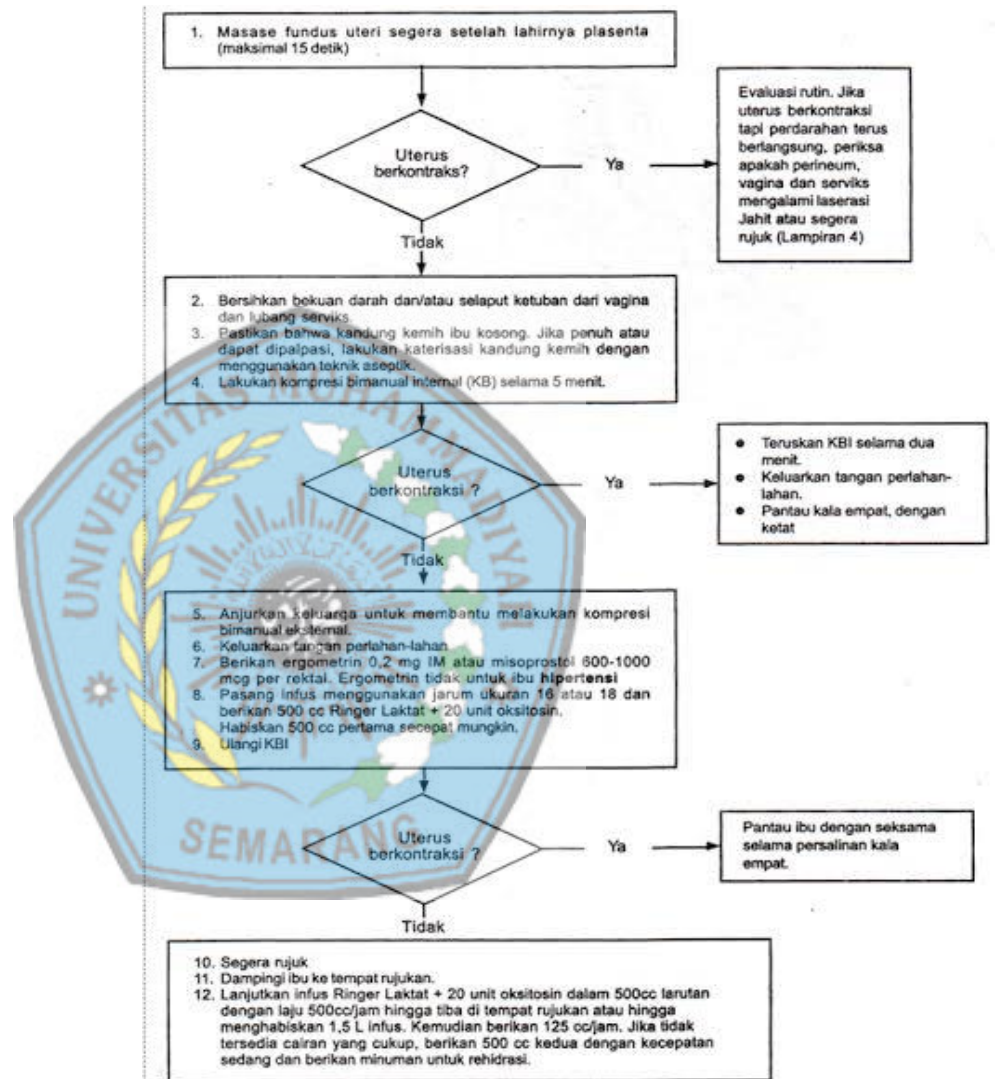 1. Masase fundus uteri segera setelah lahirnya plasenta
(maksimal 15 detik)
Uterus
berkontraks?
Ya
Evaluasi rutin. Jika
uterus berkontraksi
tapi perdarahan terus
berlangsung, periksa
apakah perineum,
vagina dan serviks
mengalami laserasi
Jahit atau segera
rujuk (Lampiran 4)
Tidak
2. Bersihkan bekuan darah dan/atau selaput ketuban dari vagina
dan lubang serviks
3. Pastikan bahwa kandung kemih ibu kosong. Jika penuh atau
dapat dipalpasi, lakukan katerisasi kandung kemih dengan
menggunakan teknik aseptik.
4. Lakukan kompresi bimanual internal (KB) selama 5 menit.
Uterus
berkontraksi ?
Ya
• Teruskan KBI selama dua
menit.
• Keluarkan tangan perlahan-
lahan.
• Pantau kala empat, dengan
ketat
Tidak
5. Anjurkan keluarga untuk membantu melakukan kompresi
bimanual eksternal.
6. Keluarkan tangan perlahan-lahan
7. Berikan ergometrin 0,2 mg IM atau misoprostol 600-1000
mcg per rektal. Ergometrin tidak untuk ibu hipertensi
8. Pasang infus menggunakan jarum ukuran 16 atau 18 dan
berikan 500 cc Ringer Laktat + 20 unit oksitosin.
Habiskan 500 cc pertama secepat mungkin.
9. Ulangi KBI
Uterus
berkontraksi ?
Ya
Pantau ibu dengan seksama
selama persalinan kala
empat.
Tidak
10. Segera rujuk
11. Dampingi ibu ke tempat rujukan.
12. Lanjutkan infus Ringer Laktat + 20 unit oksitosin dalam 500cc larutan
dengan laju 500cc/jam hingga tiba di tempat rujukan atau hingga
menghabiskan 1,5 L infus. Kemudian berikan 125 cc/jam. Jika tidak
tersedia cairan yang cukup, berikan 500 cc kedua dengan kecepatan
sedang dan berikan minuman untuk rehidrasi.
UNIVERSITAS MUHAMMADIYAH
SEMARANG